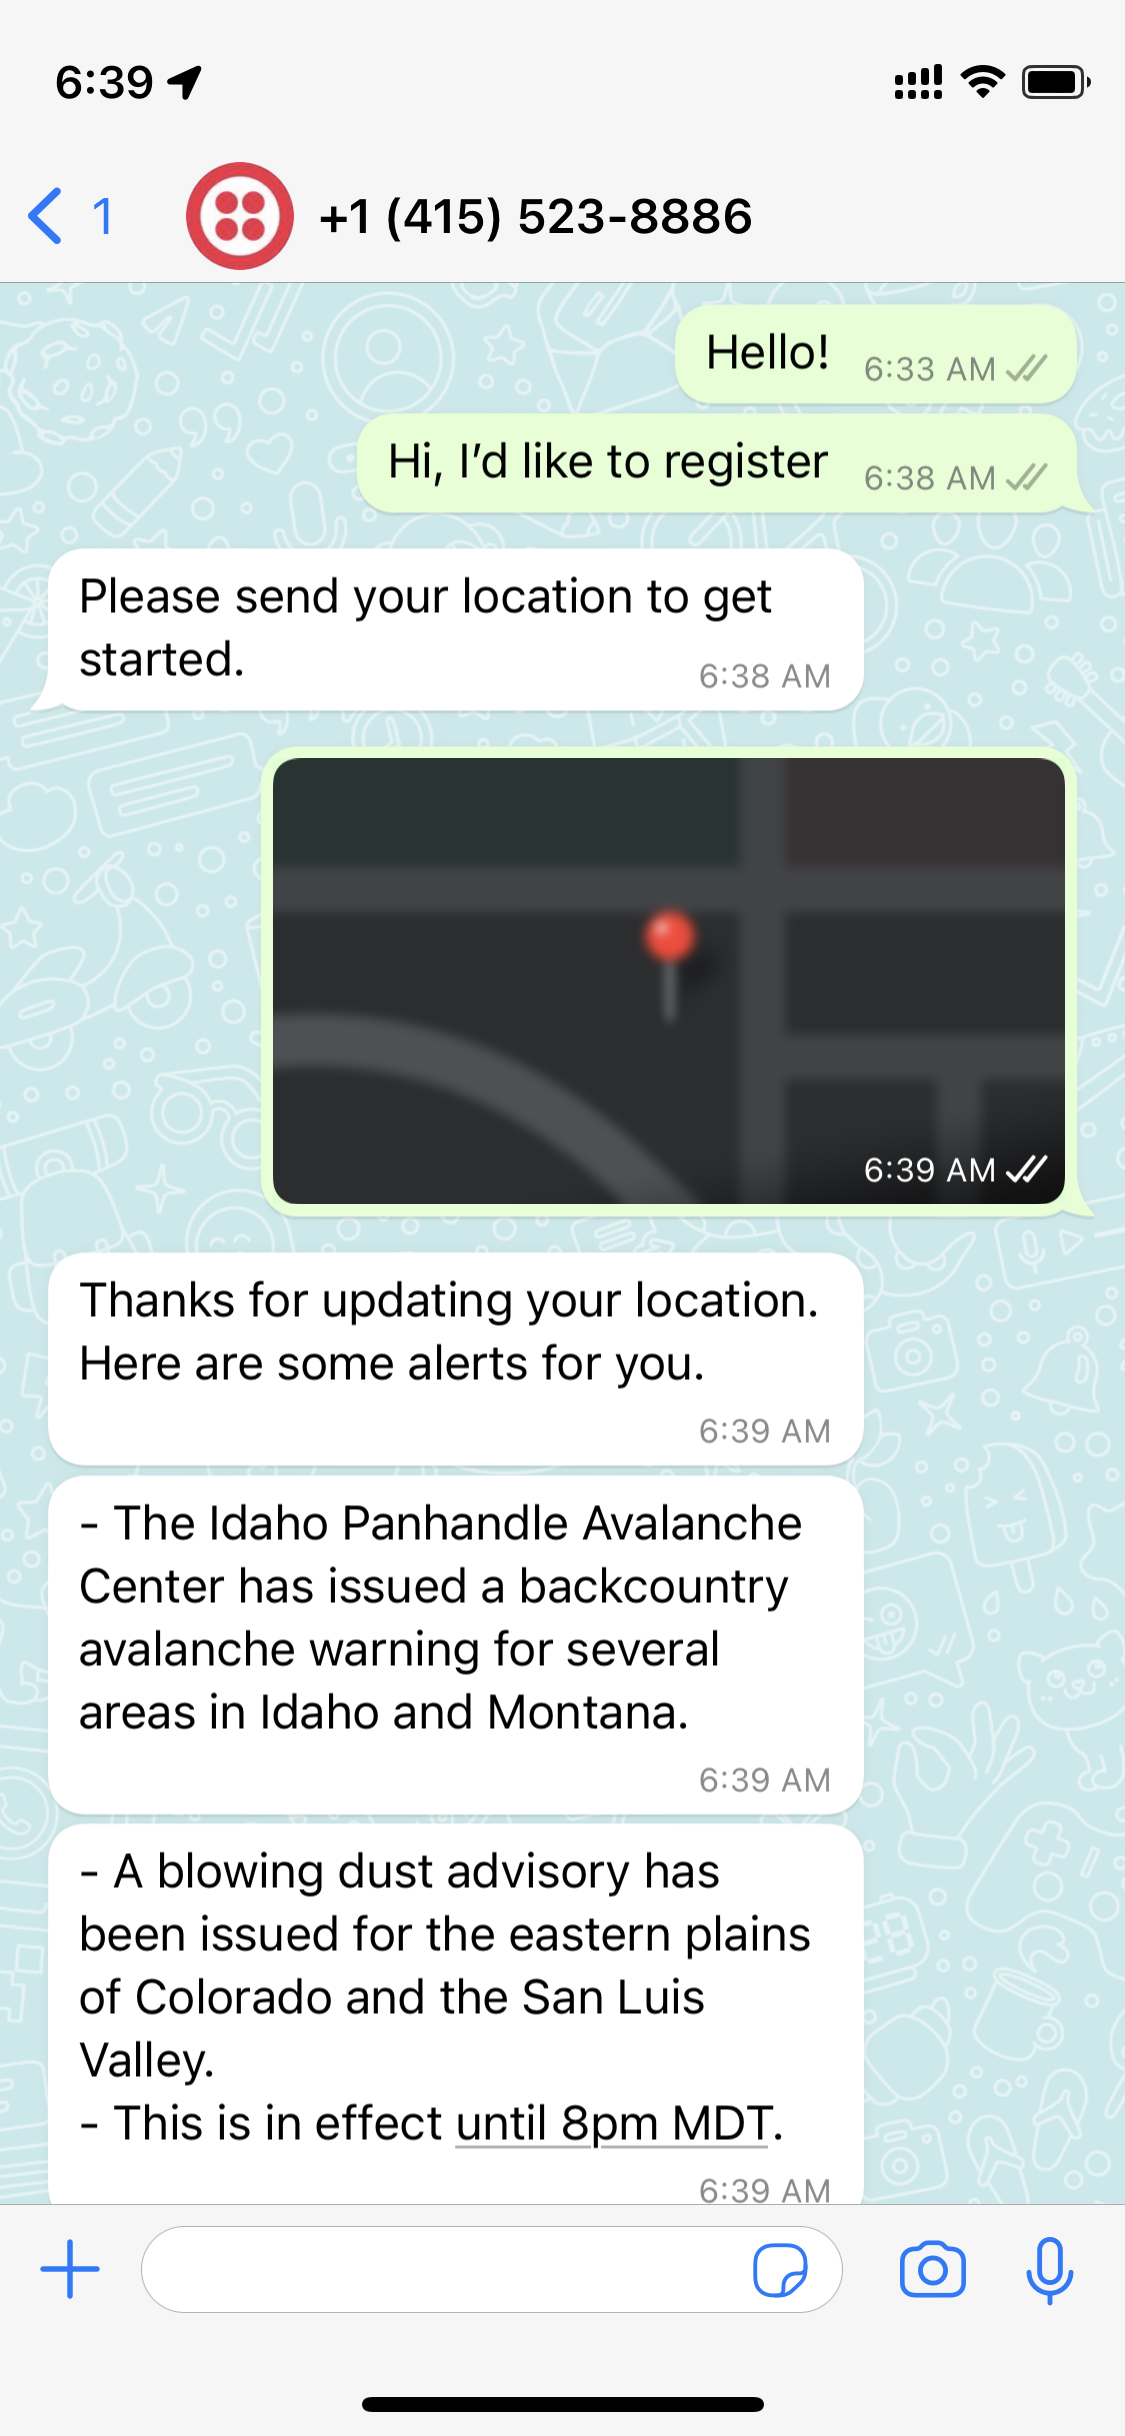 6:39
1
+1 (415) 523-8886
Hello!
6:33 AM
Hi, I’d like to register
6:38 AM
Please send your location to get
started.
6:38 AM
6:39 AM
Thanks for updating your location.
Here are some alerts for you.
6:39 AM
- The Idaho Panhandle Avalanche
Center has issued a backcountry
avalanche warning for several
areas in Idaho and Montana.
6:39 AM
- A blowing dust advisory has
been issued for the eastern plains
of Colorado and the San Luis
Valley.
- This is in effect until 8pm MDT.
6:39 AM